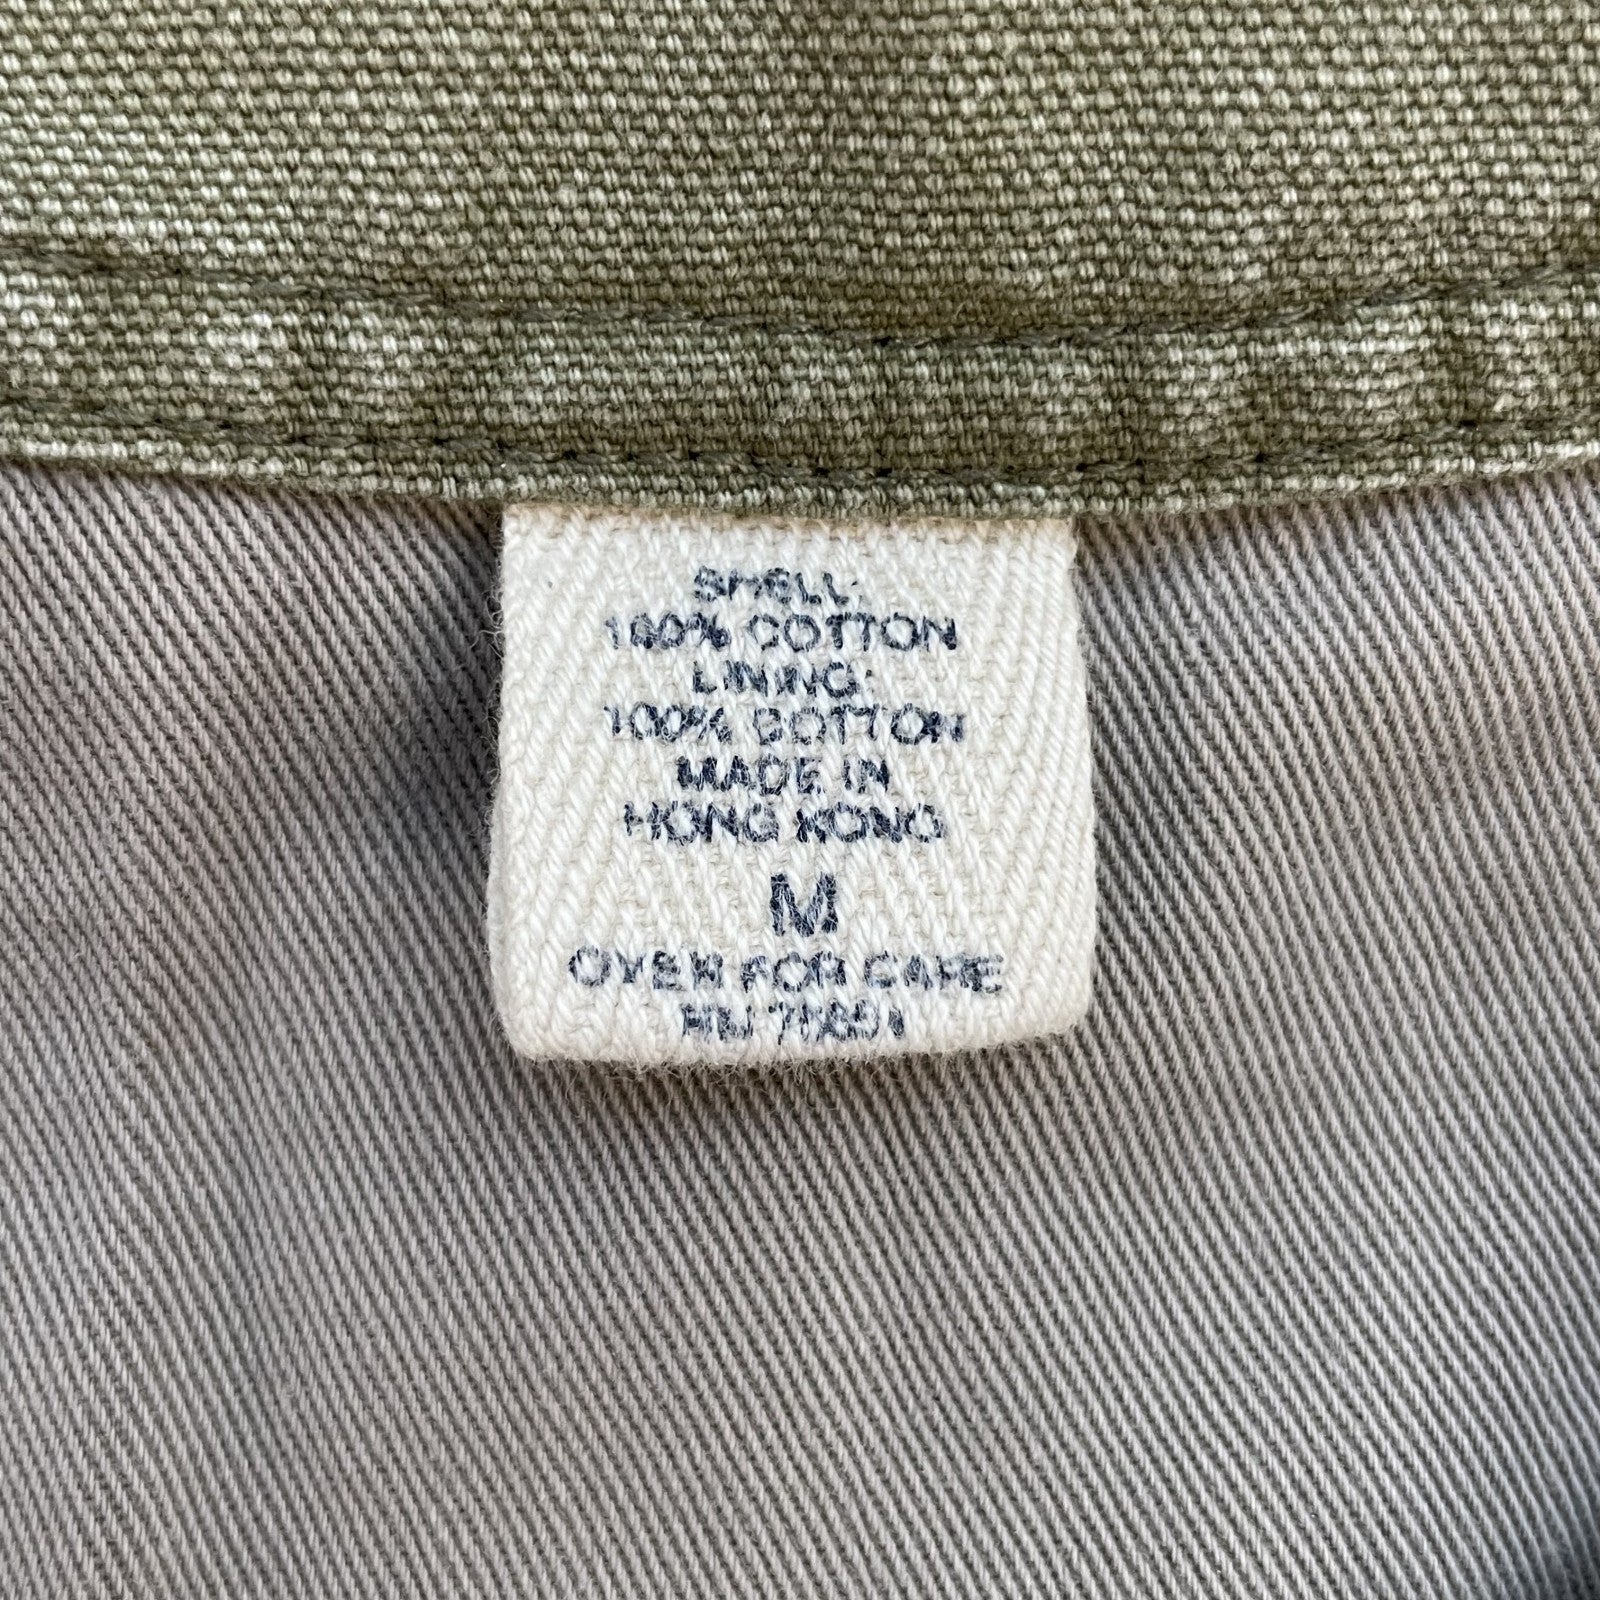 SHELL:
100% COTTON
LINING:
100% COTTON
MADE IN
HONG KONG
M
OVER FOR CARE
RN